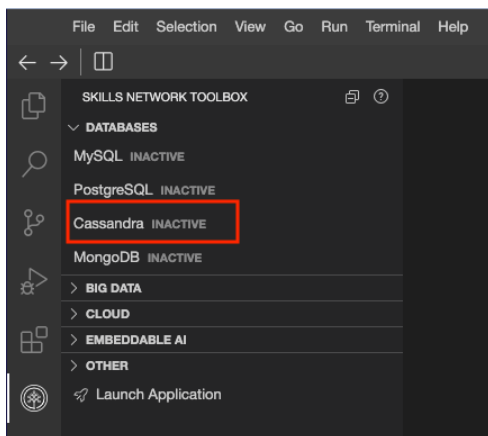 File Edit Selection View Go Run Terminal Help
SKILLS NETWORK TOOLBOX
DATABASES
MySQL INACTIVE
PostgreSQL INACTIVE
Cassandra INACTIVE
MongoDB INACTIVE
BIG DATA
CLOUD
EMBEDDABLE AI
OTHER
Launch Application